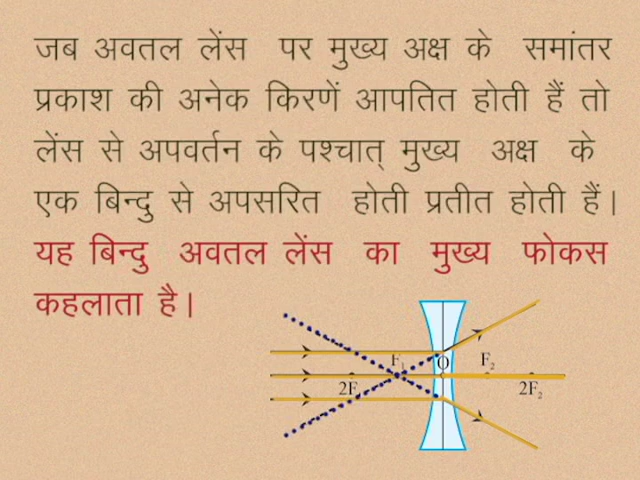 जब अवतल लेंस पर मुख्य अक्ष के समांतर
प्रकाश की अनेक किरणें आपतित होती हैं तो
लेंस से अपवर्तन के पश्चात् मुख्य अक्ष के
एक बिन्दु से अपसरित होती प्रतीत होती हैं।
यह बिन्दु अवतल लेंस का मुख्य फोकस
कहलाता है।
F₁ O F₂
2F 2F₂